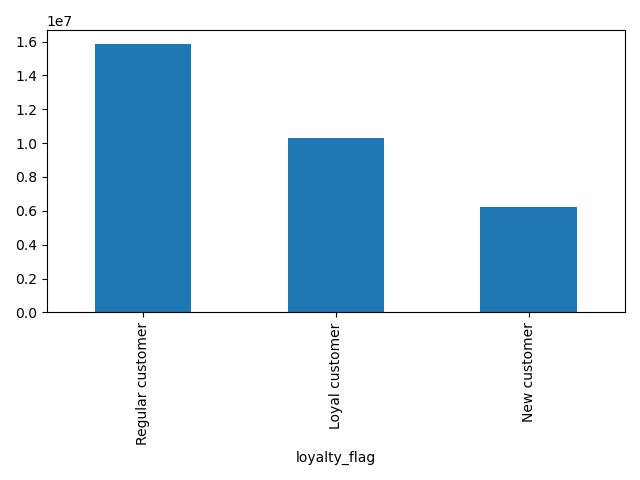 1e7
1.6
1.4
1.2
1.0
0.8
0.6
0.4
0.2
0.0
Regular customer
Loyal customer
New customer
loyalty_flag